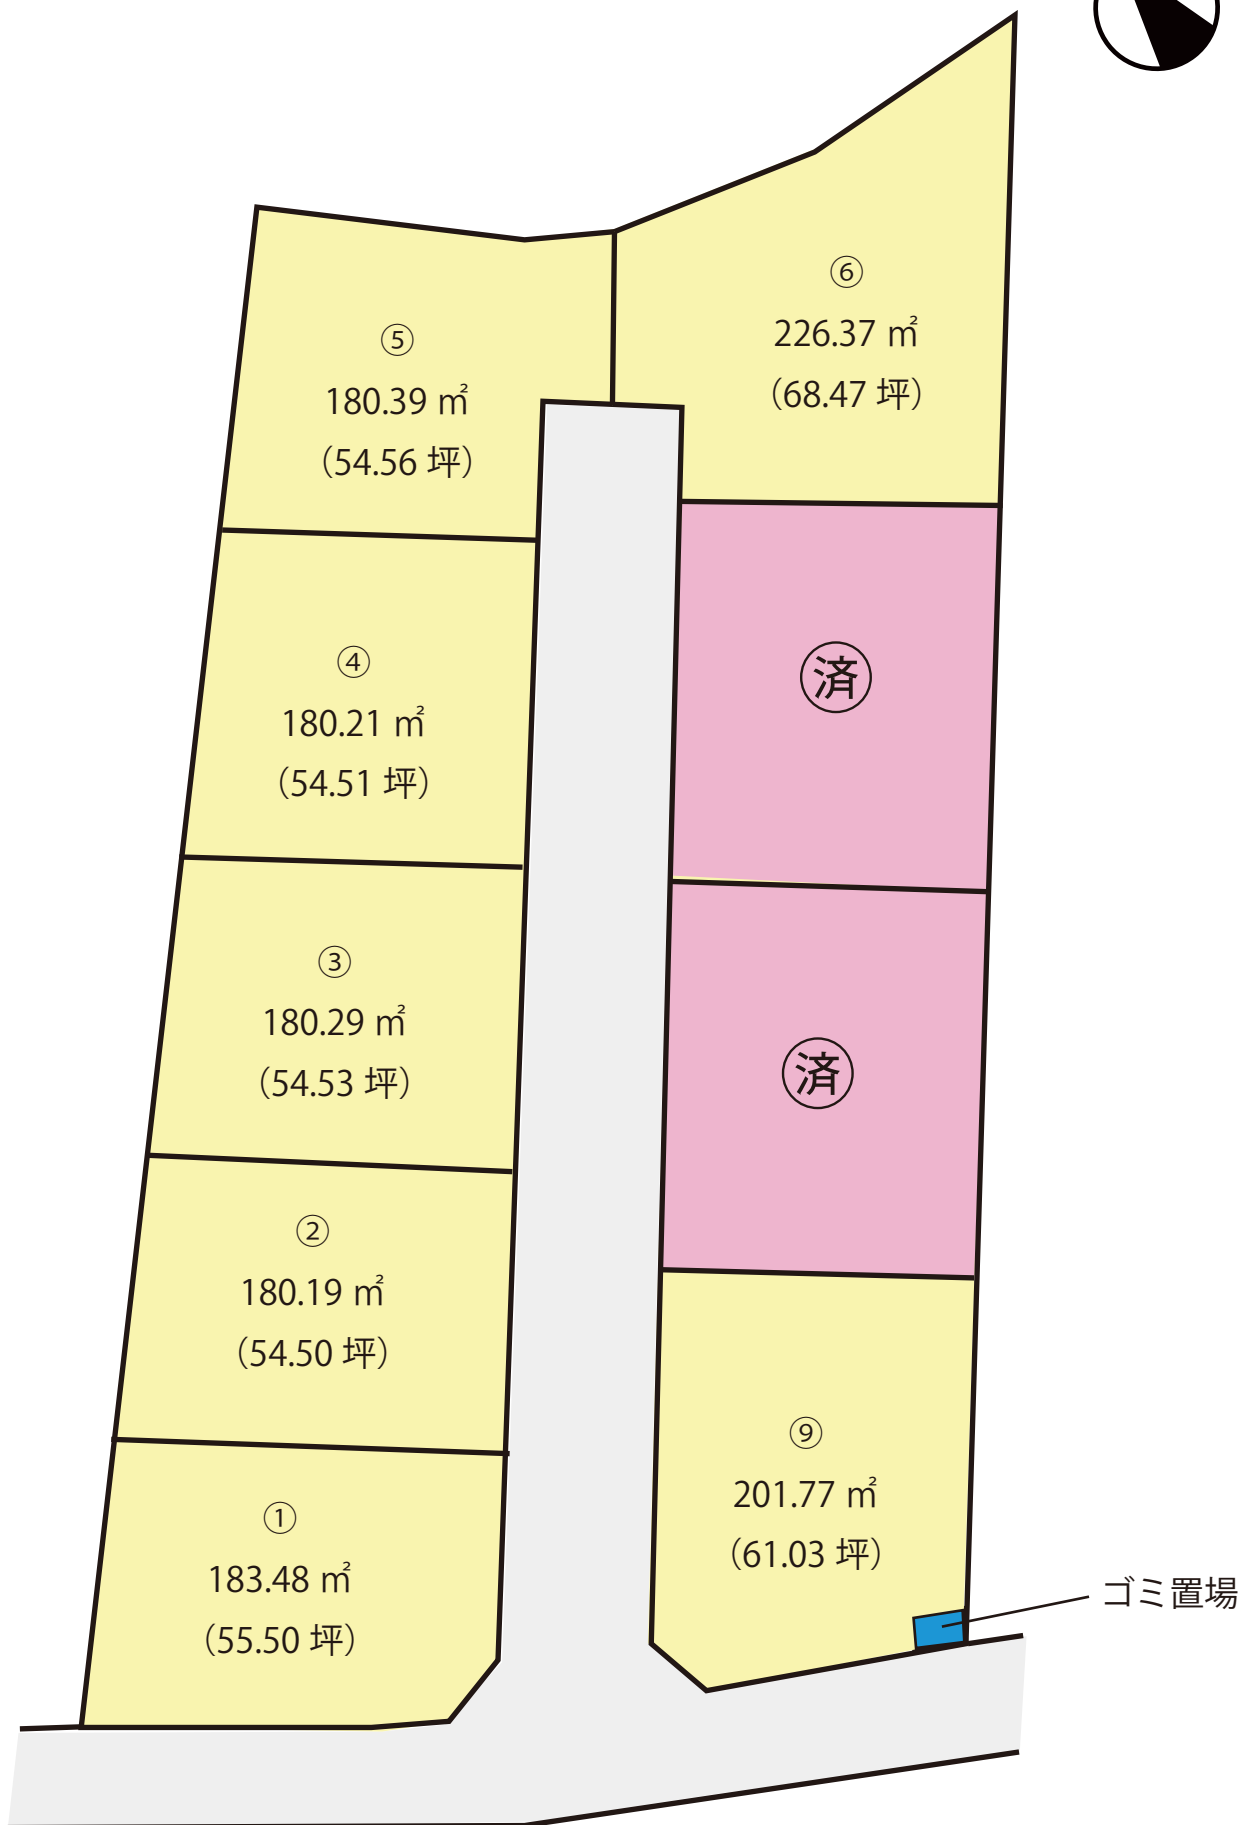 ⑥
226.37 ㎡
（68.47 坪）
⑤
180.39 ㎡
（54.56 坪）
④
180.21 ㎡
（54.51 坪）
済
③
180.29 ㎡
（54.53 坪）
済
②
180.19 ㎡
（54.50 坪）
⑨
201.77 ㎡
（61.03 坪）
①
183.48 ㎡
（55.50 坪）
ゴミ置場